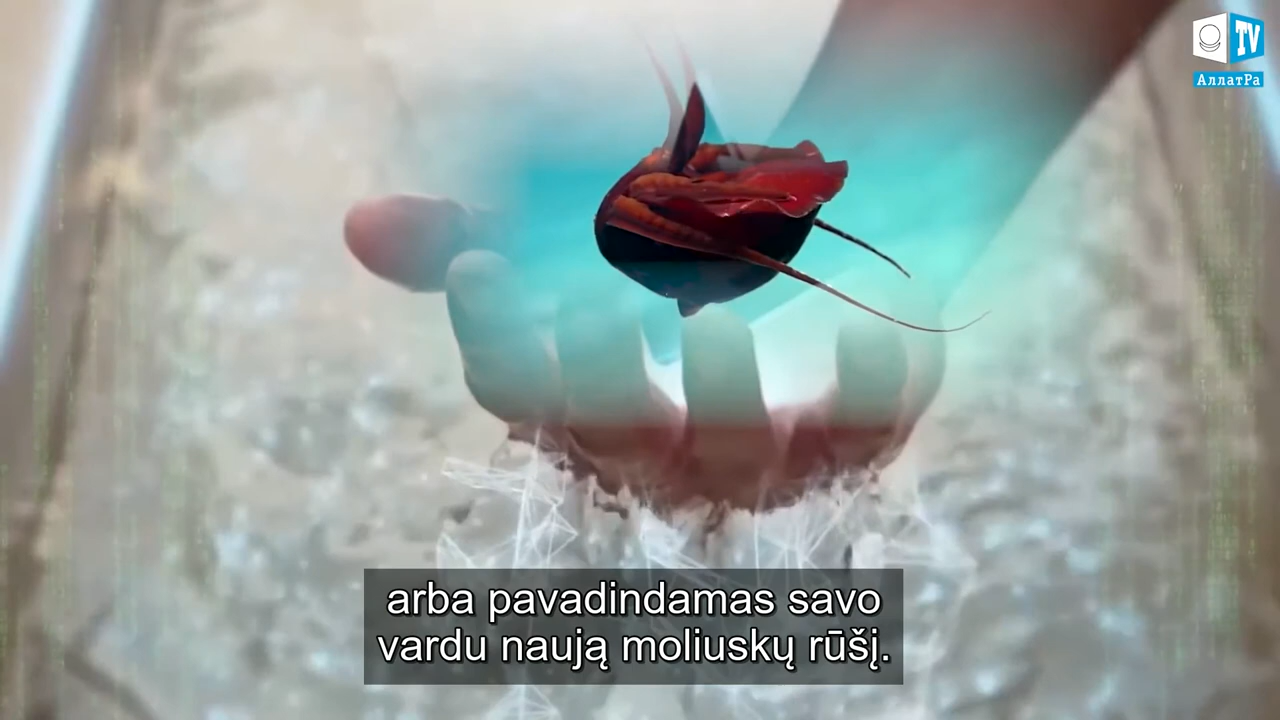 TV
АллатРа
arba pavadindamas savo
vardu naują moliuskų rūšį.